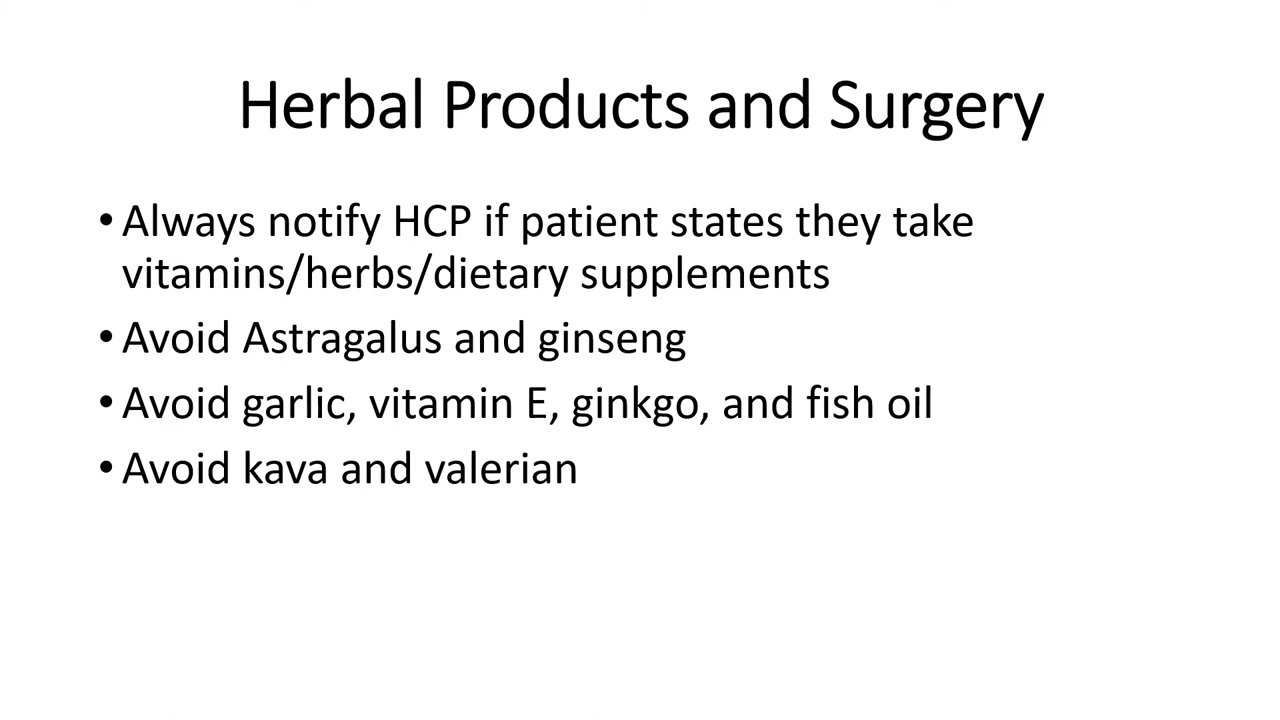 Herbal Products and Surgery
• Always notify HCP if patient states they take
vitamins/herbs/dietary supplements
• Avoid Astragalus and ginseng
• Avoid garlic, vitamin E, ginkgo, and fish oil
• Avoid kava and valerian